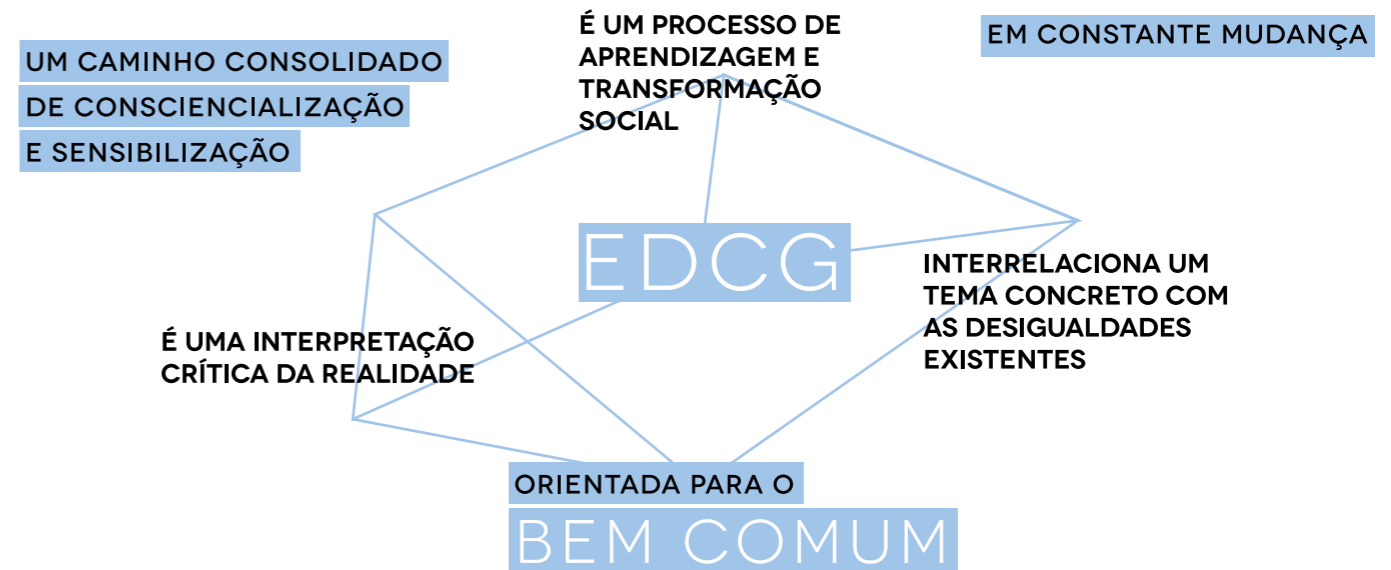 UM CAMINHO CONSOLIDADO
DE CONSCIENCIALIZAÇÃO
E SENSIBILIZAÇÃO
É UM PROCESSO DE
APRENDIZAGEM E
TRANSFORMAÇÃO
SOCIAL
EM CONSTANTE MUDANÇA
EDCG
INTERRELACIONA UM
TEMA CONCRETO COM
AS DESIGUALDADES
EXISTENTES
É UMA INTERPRETAÇÃO
CRÍTICA DA REALIDADE
ORIENTADA PARA O
BEM COMUM